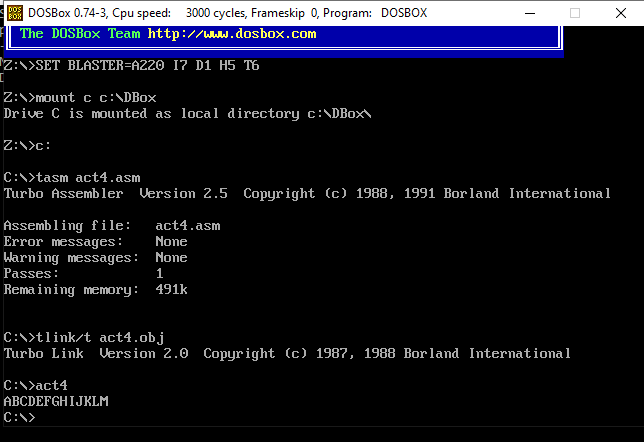 DOSBox 0.74-3, Cpu speed: 3000 cycles, Frameskip 0, Program: DOSBOX
The DOSBox Team http://www.dosbox.com
Z:\>SET BLASTER=A220 I7 D1 H5 T6
Z:\>mount c c:\DBox
Drive C is mounted as local directory c:\DBox\
Z:\>c:
C:\>tasm act4.asm
Turbo Assembler Version 2.5 Copyright (c) 1988, 1991 Borland International
Assembling file: act4.asm
Error messages: None
Warning messages: None
Passes: 1
Remaining memory: 491k
C:\>tlink/t act4.obj
Turbo Link Version 2.0 Copyright (c) 1987, 1988 Borland International
C:\>act4
ABCDEFGHIJKLM
C:\>